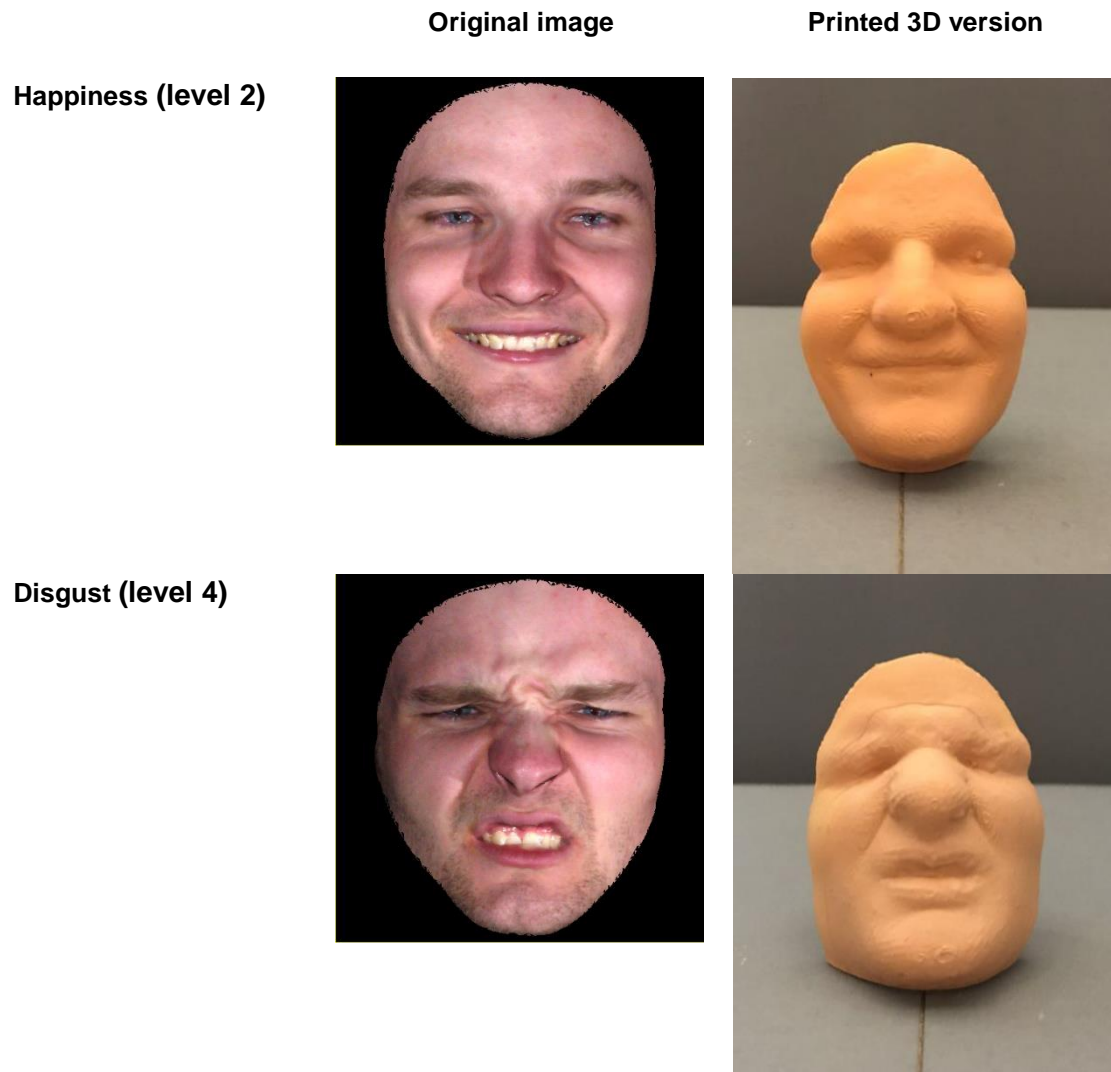 Original image Printed 3D version
Happiness (level 2)
Disgust (level 4)